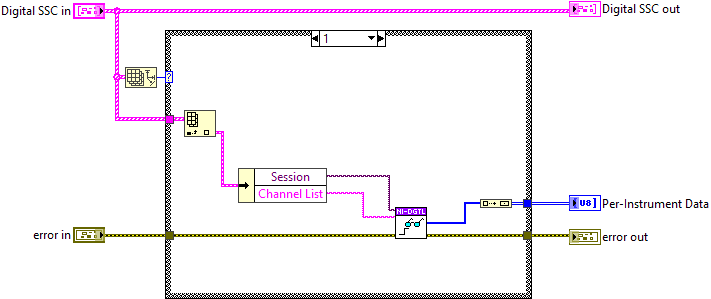 Digital SSC in
Digital SSC out
1
?
Session
Channel List
NI-DGTL
U8
Per-Instrument Data
error in
error out